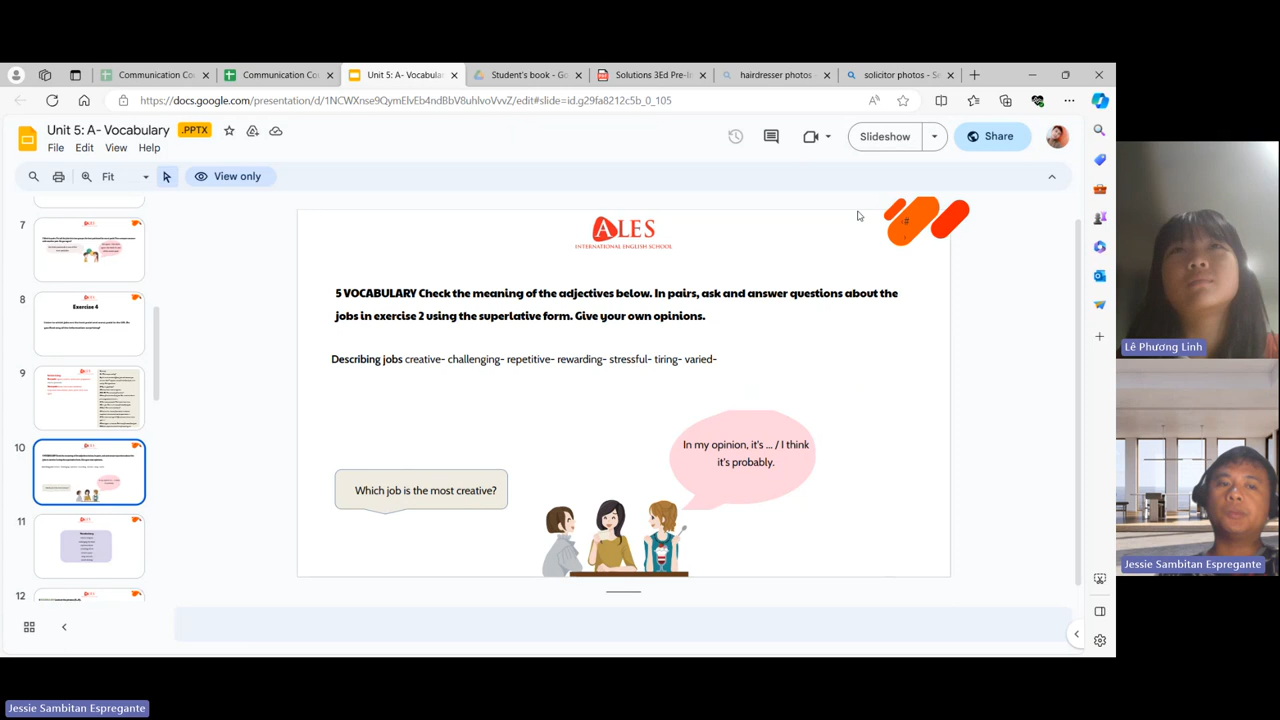 Communication Co
Communication Co
Unit 5: A- Vocabular
Student's book - Go
Solutions 3Ed Pre-In
hairdresser photos -
solicitor photos - Se
https://docs.google.com/presentation/d/1NCWXnse9QymElvEb4ndBbV8uhlvoVvvZ/edit#slide=id.g29fa8212c5b_0_105
Unit 5: A- Vocabulary .PPTX
File Edit View Help
Slideshow
Share
Fit
View only
7
8
Exercise 4
9
10
11
12
ALES
INTERNATIONAL ENGLISH SCHOOL
5 VOCABULARY Check the meaning of the adjectives below. In pairs, ask and answer questions about the
jobs in exercise 2 using the superlative form. Give your own opinions.
Describing jobs creative- challenging- repetitive- rewarding- stressful- tiring- varied-
In my opinion, it's ... / I think
it's probably.
Which job is the most creative?
Lê Phương Linh
Jessie Sambitan Espregante
Jessie Sambitan Espregante